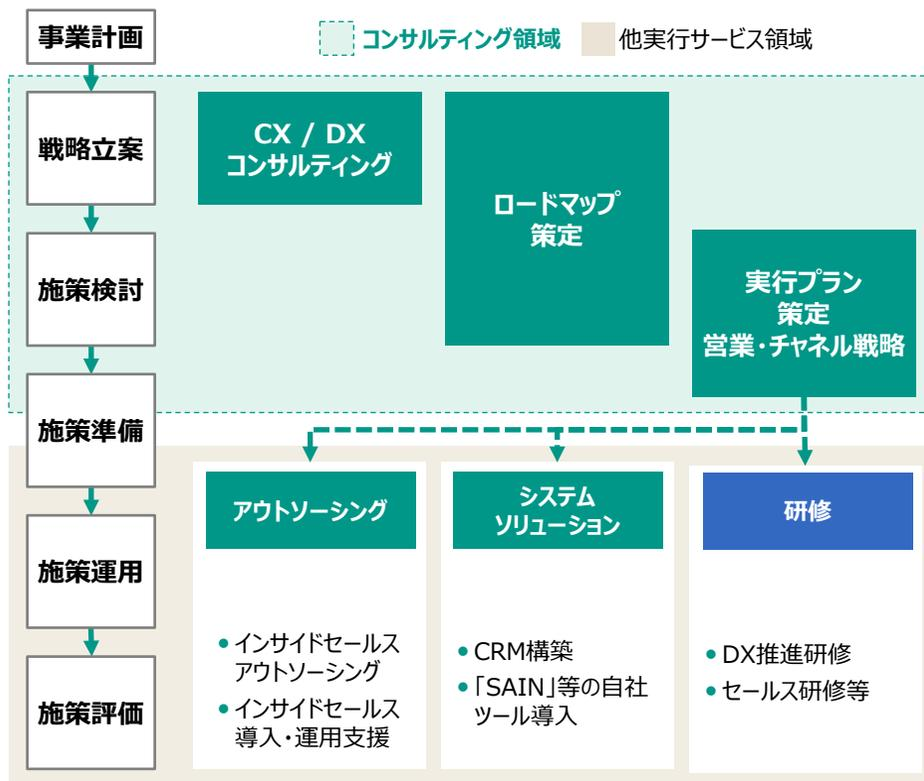 事業計画
コンサルティング領域
他実行サービス領域
戦略立案
CX / DX
コンサルティング
ロードマップ
策定
施策検討
実行プラン
策定
営業・チャネル戦略
施策準備
アウトソーシング
システム
ソリューション
研修
施策運用
・インサイドセールス
アウトソーシング
・インサイドセールス
導入・運用支援
・CRM構築
・「SAIN」等の自社
ツール導入
・DX推進研修
・セールス研修等
施策評価